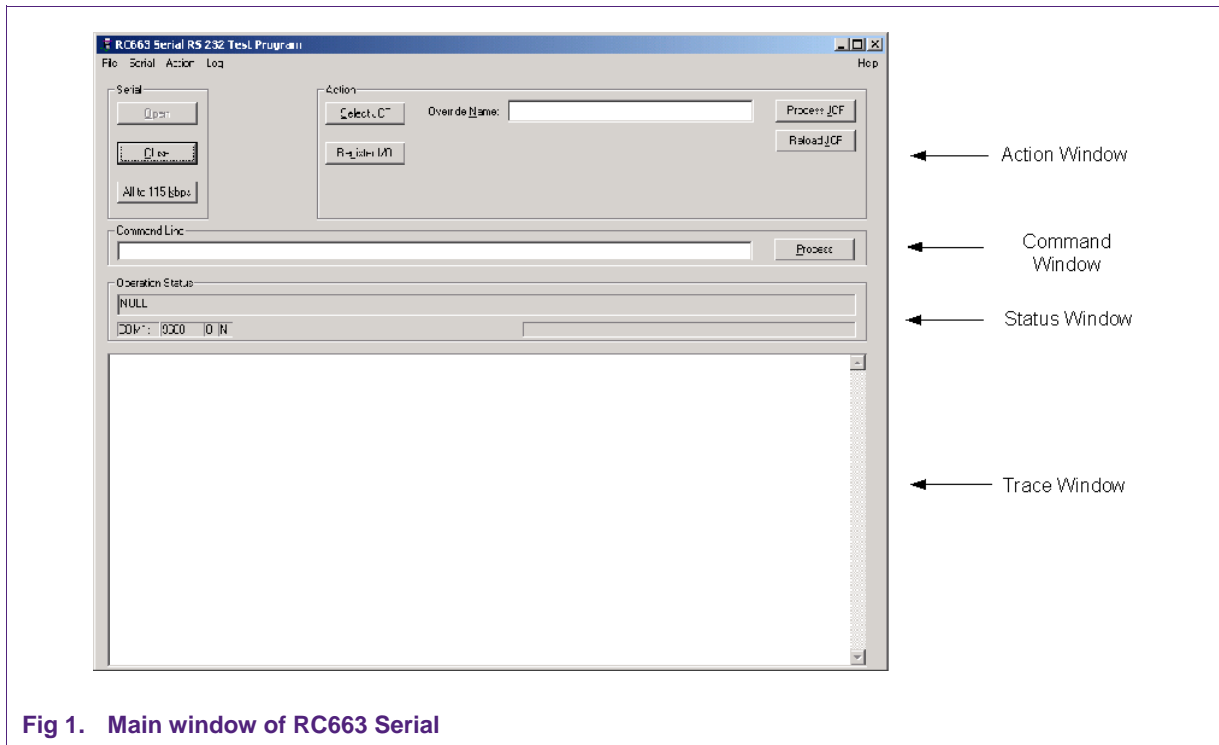 RC663 Serial RS 232 Test Program
File Serial Action Log Help
Serial
Action
Open
Close
All to 115 kbps
Select JCF
Override Name:
Process JCF
Register I/O
Reload JCF
Action Window
Command Line
Process
Command
Window
Operation Status
NULL
COM1: 9600 N
Status Window
Trace Window
Fig 1. Main window of RC663 Serial